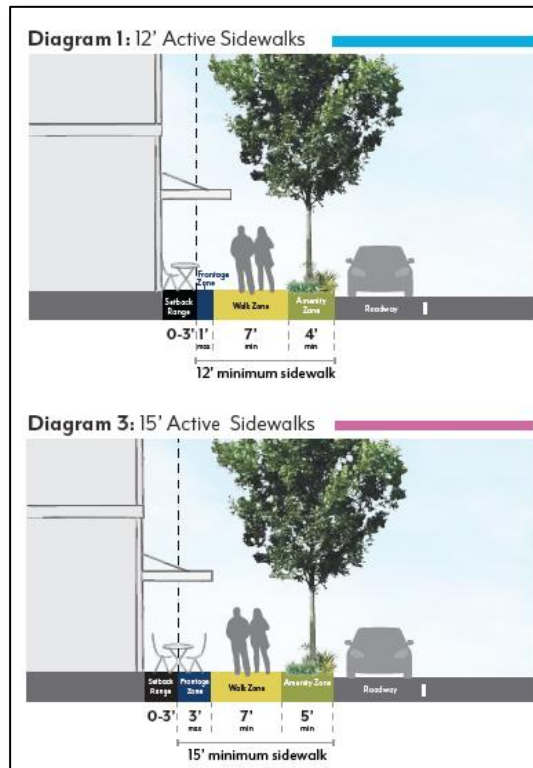 Diagram 1: 12' Active Sidewalks
Frontage
Zone
Setback
Range
Walk Zone
Amenity
Zone
Roadway
0-3' 1' 7' 4'
max min min
12' minimum sidewalk
Diagram 3: 15' Active Sidewalks
Setback
Range
Frontage
Zone
Walk Zone
Amenity Zone
Roadway
0-3' 3' 7' 5'
max min min
15' minimum sidewalk